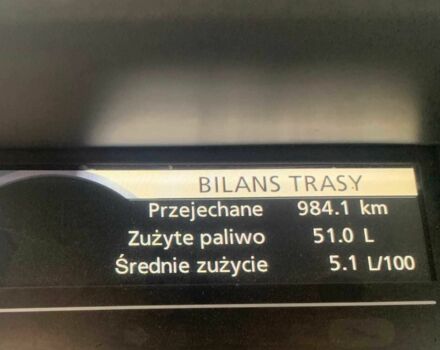 BILANS TRASY
Przejechane 984.1 km
Zużyte paliwo 51.0 L
Średnie zużycie 5.1 L/100